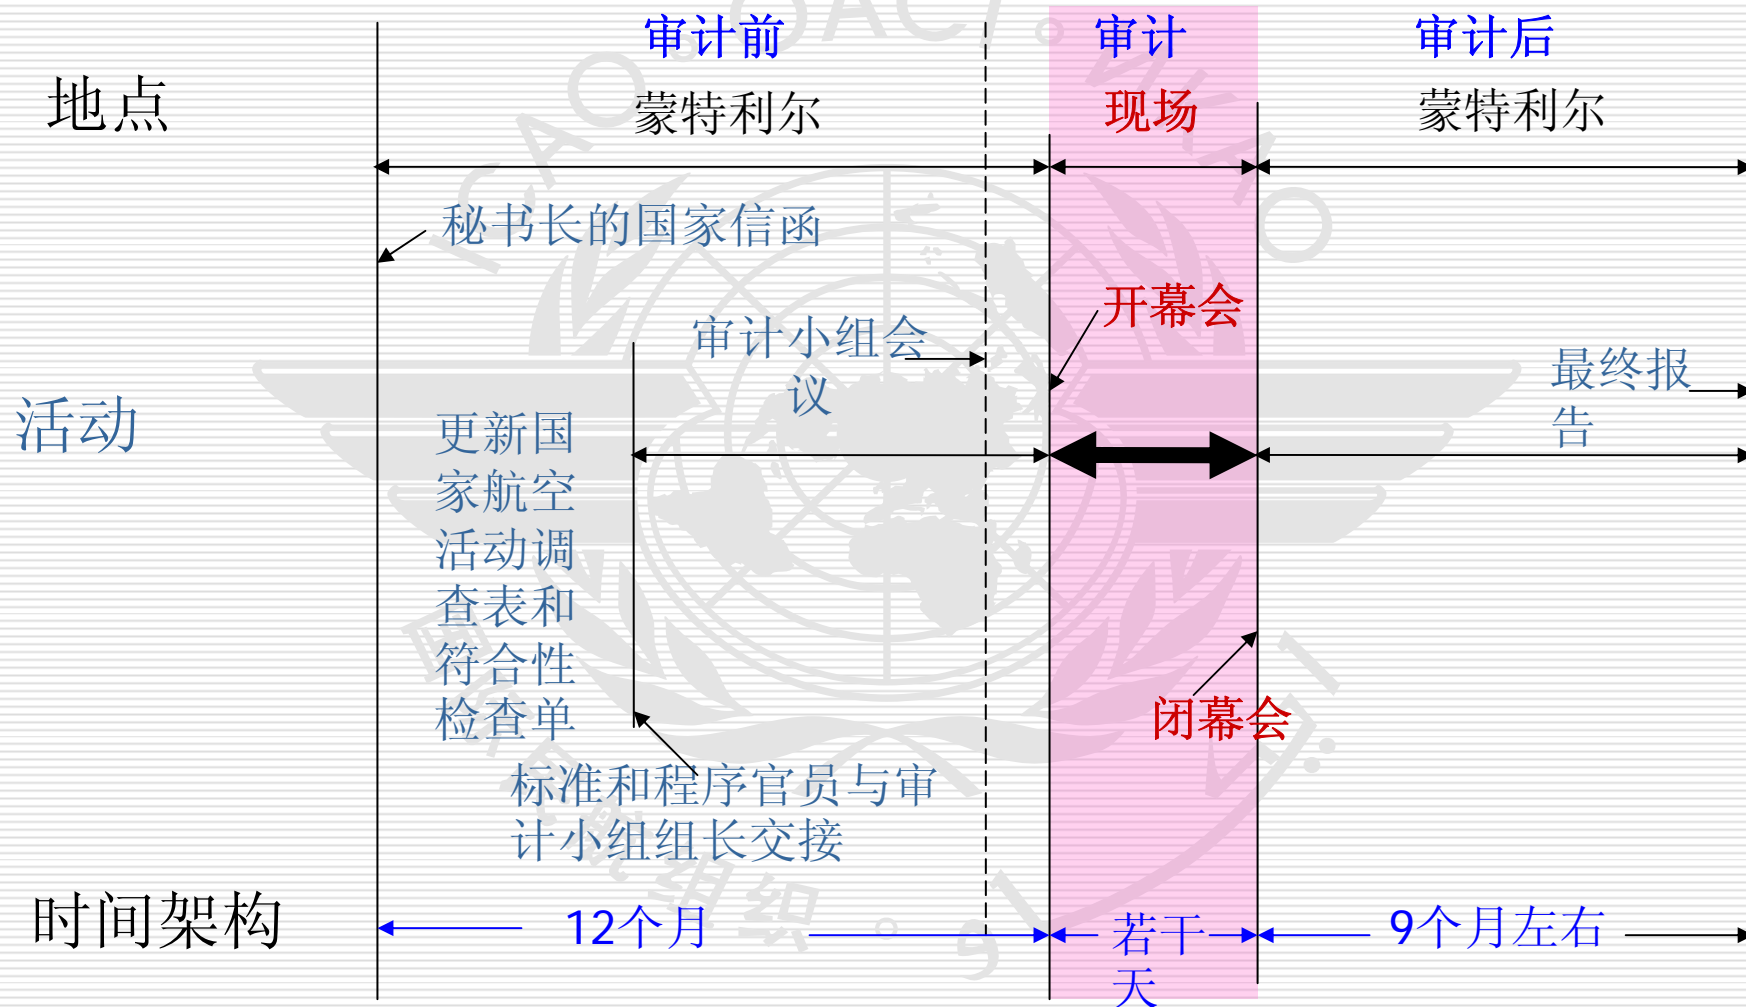 审计前
审计
审计后
地点
蒙特利尔
现场
蒙特利尔
秘书长的国家信函
开幕会
审计小组会
议
最终报
告
活动
更新国
家航空
活动调
查表和
符合性
检查单
闭幕会
标准和程序官员与审
计小组组长交接
时间架构
12个月
若干
天
9个月左右